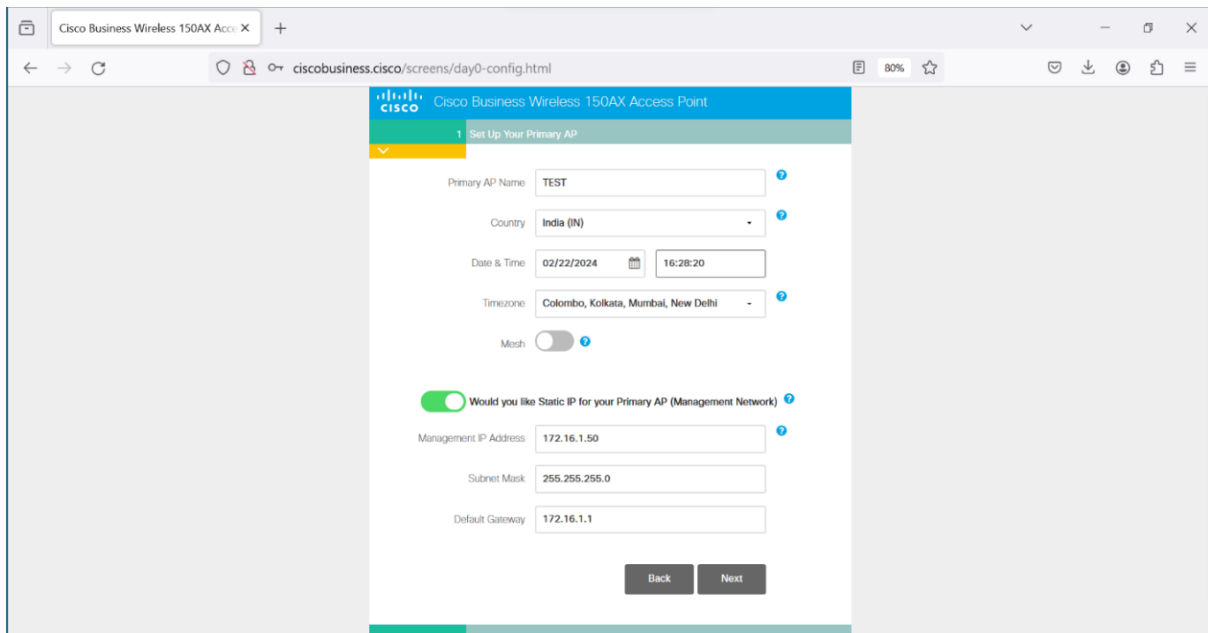 Cisco Business Wireless 150AX Acce
ciscobusiness.cisco/screens/day0-config.html
80%
CISCO Cisco Business Wireless 150AX Access Point
1 Set Up Your Primary AP
Primary AP Name TEST
Country India (IN)
Date & Time 02/22/2024 16:28:20
Timezone Colombo, Kolkata, Mumbai, New Delhi
Mesh
Would you like Static IP for your Primary AP (Management Network)
Management IP Address 172.16.1.50
Subnet Mask 255.255.255.0
Default Gateway 172.16.1.1
Back Next